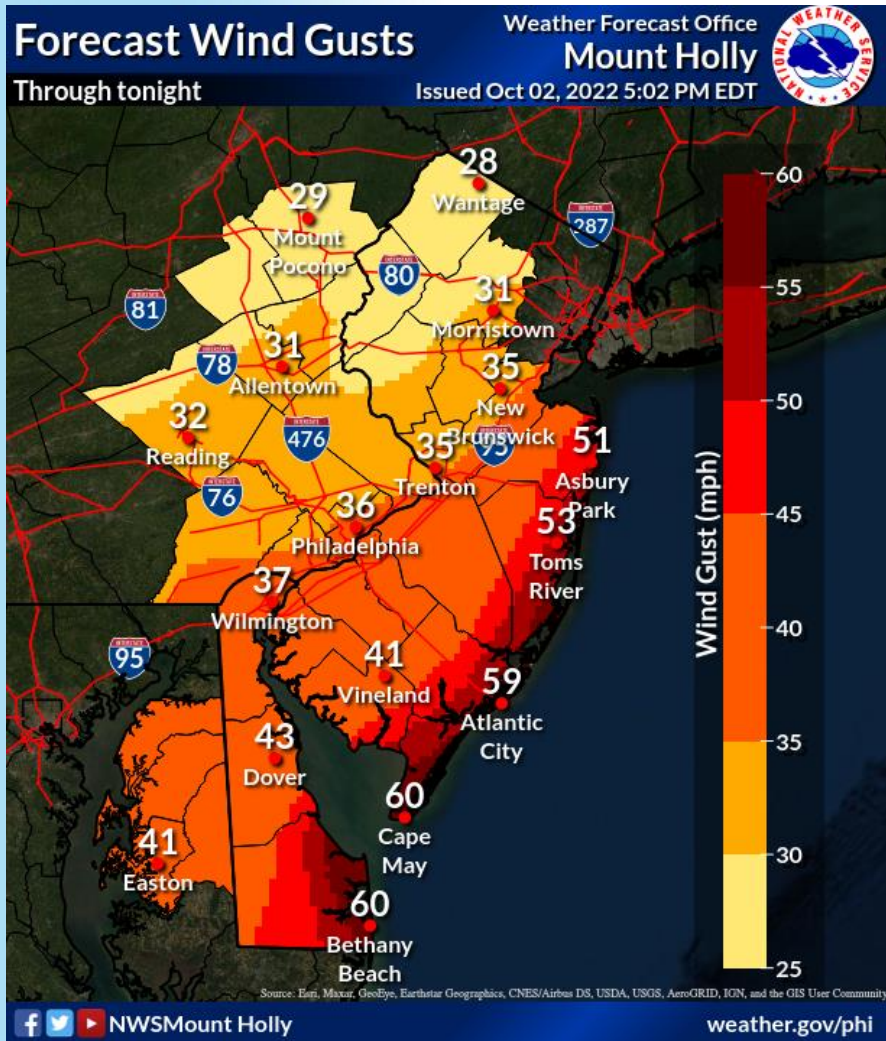 Forecast Wind Gusts
Through tonight
Weather Forecast Office
Mount Holly
Issued Oct 02, 2022 5:02 PM EDT
NATIONAL WEATHER SERVICE
28
Wantage
29
Mount
Pocono
287
80
81
31
Morristown
78
31
Allentown
35
New
Brunswick
32
Reading
476
95
35
Trenton
51
Asbury
Park
76
36
Philadelphia
53
Toms
River
37
Wilmington
95
41
Vineland
59
Atlantic
City
43
Dover
60
Cape
May
41
Easton
60
Bethany
Beach
Wind Gust (mph)
60
55
50
45
40
35
30
25
Source: Esri, Maxar, GeoEye, Earthstar Geographics, CNES/Airbus DS, USDA, USGS, AeroGRID, IGN, and the GIS User Community
NWSMount Holly
weather.gov/phi